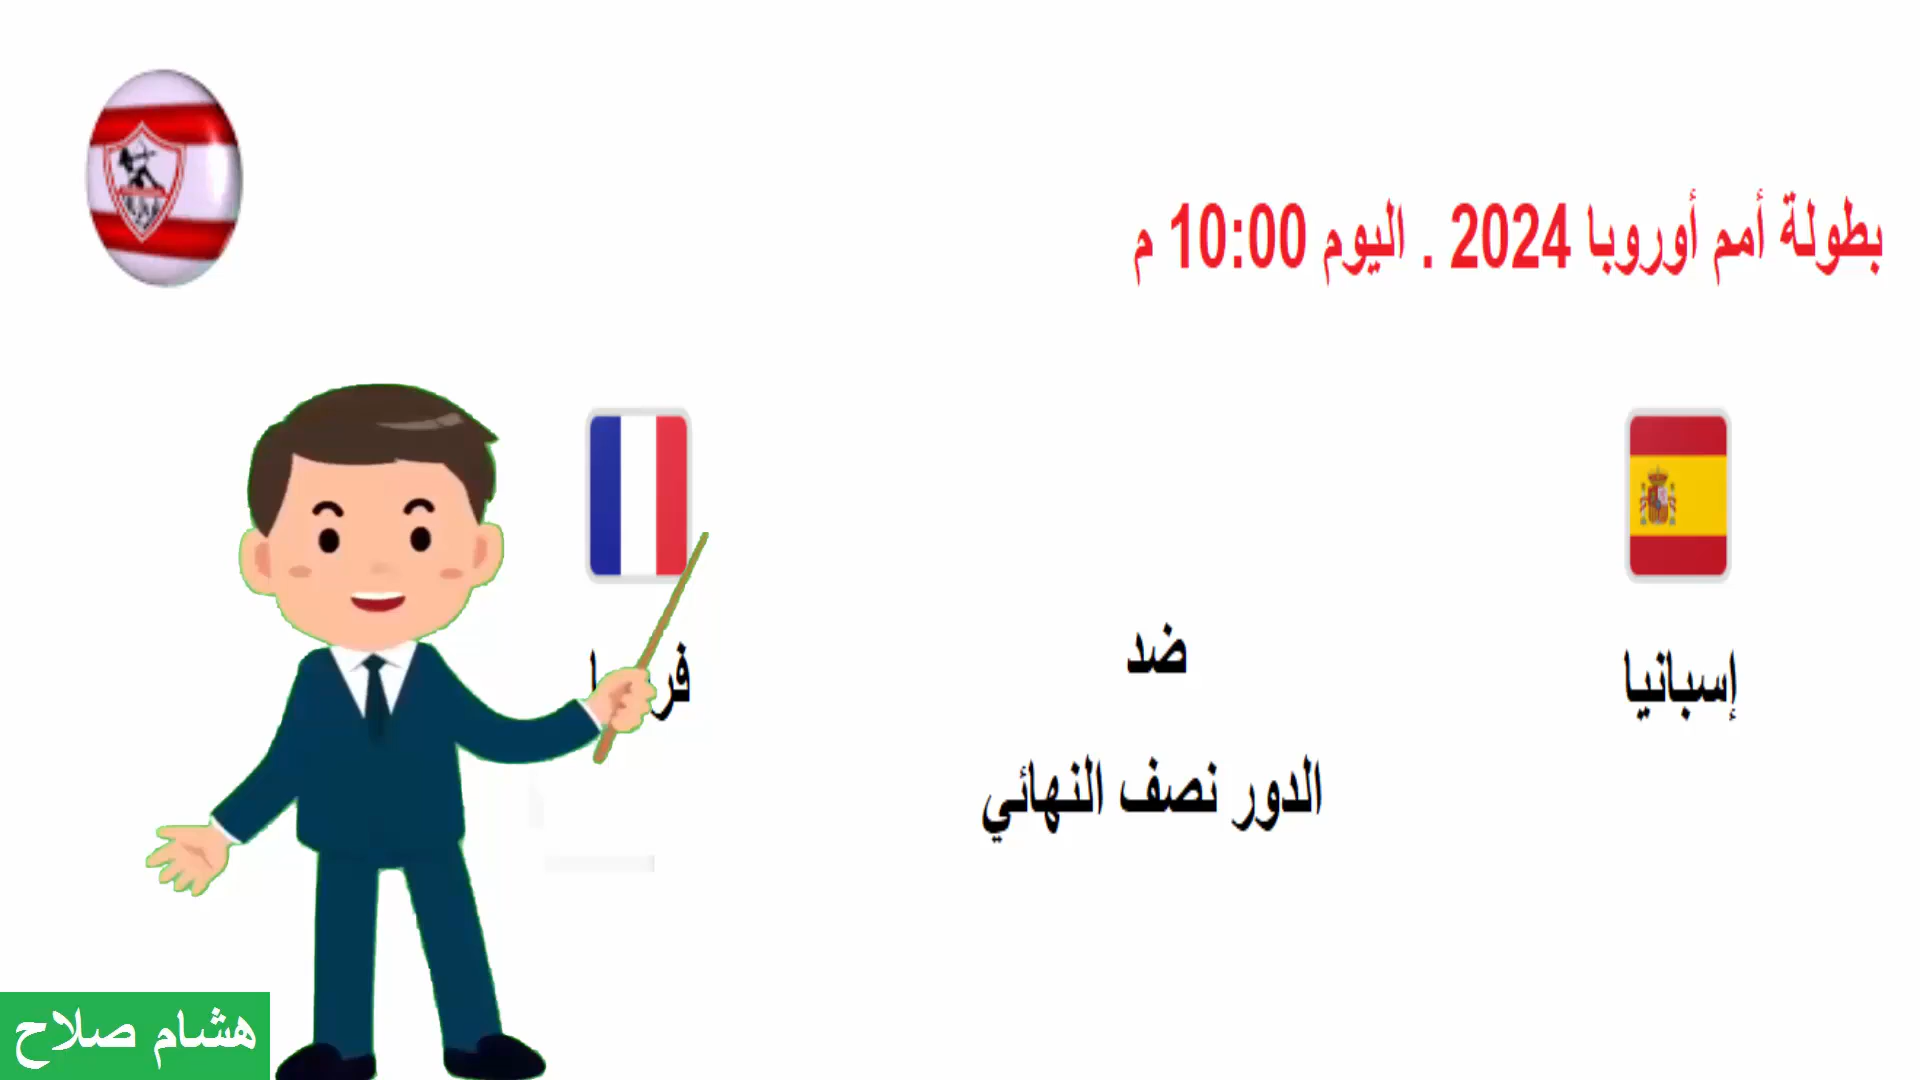 بطولة أمم أوروبا 2024 . اليوم 10:00 م
إسبانيا
ضد
الدور نصف النهائي
هشام صلاح